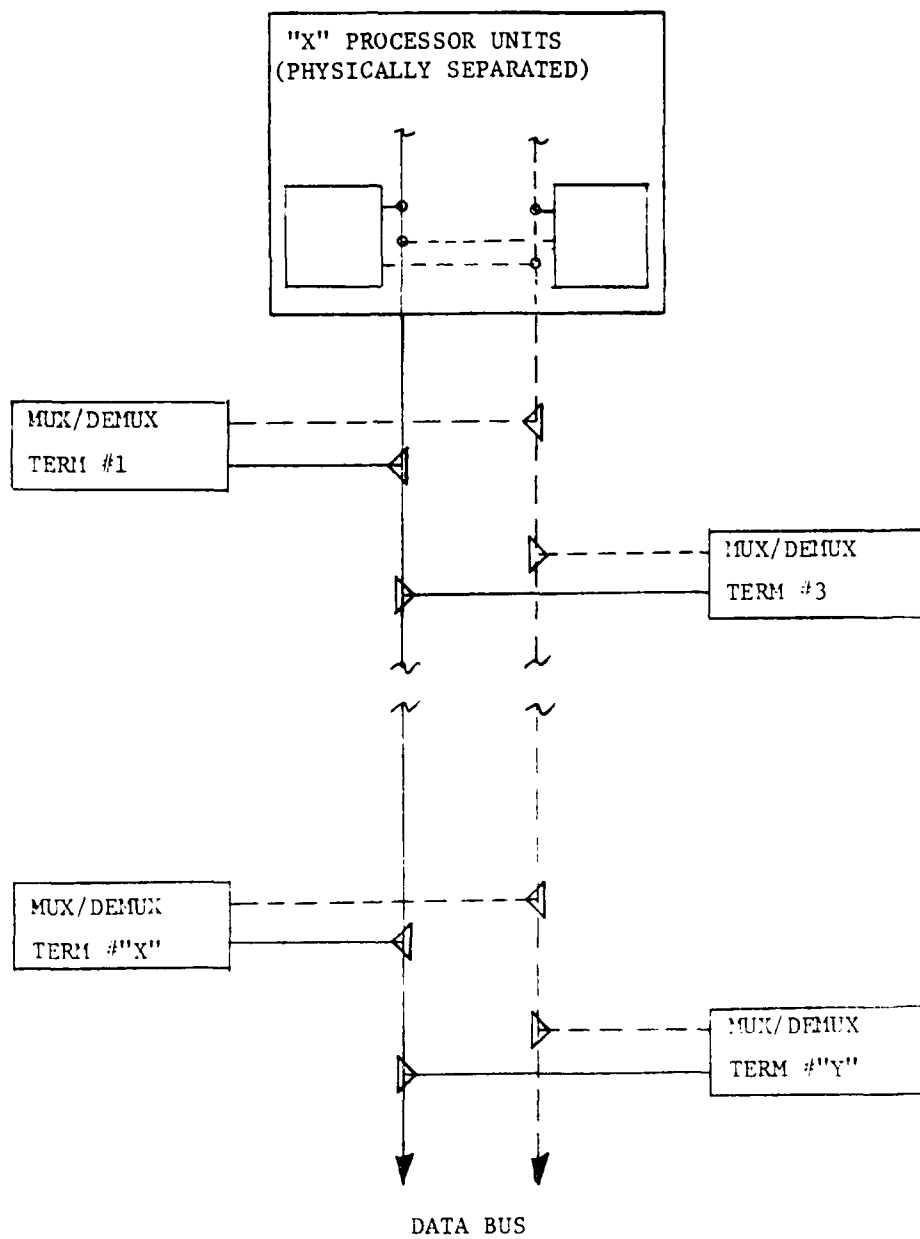 "X" PROCESSOR UNITS
(PHYSICALLY SEPARATED)
MUX/DEMUX
TERM #1
MUX/DEMUX
TERM #3
MUX/DEMUX
TERM #"X"
MUX/DEMUX
TERM #"Y"
DATA BUS